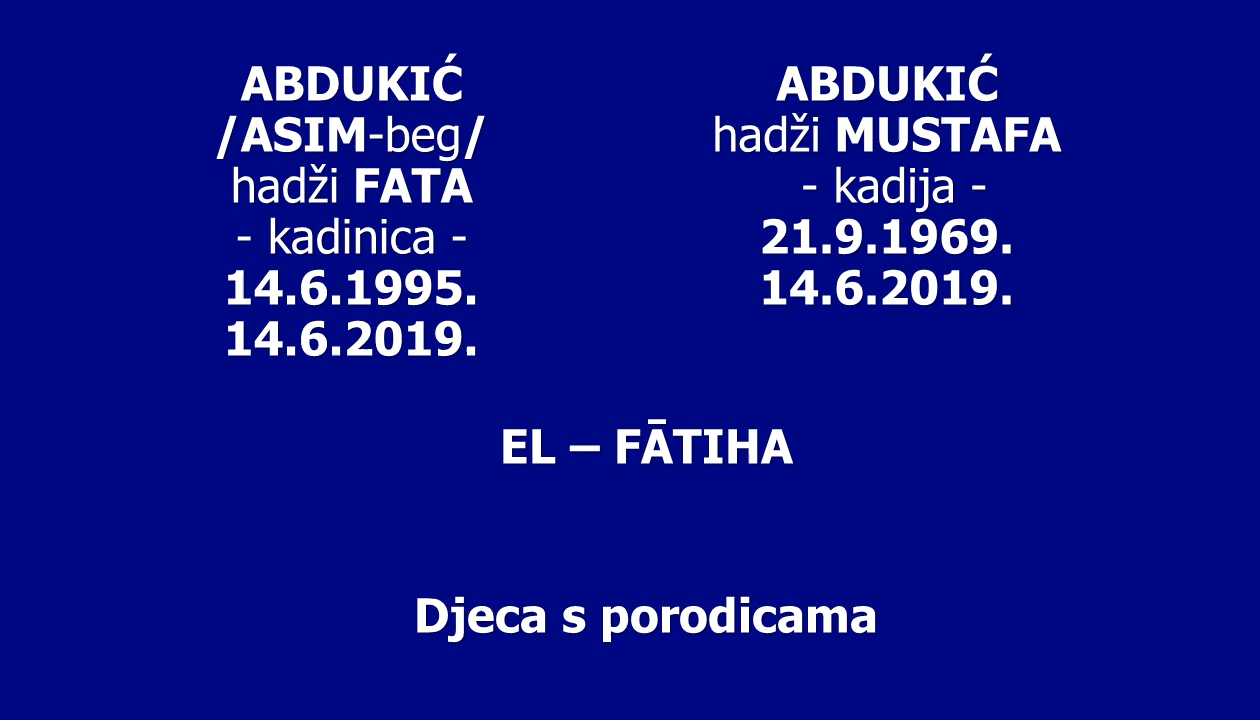 ABDUKIĆ
/ASIM-beg/
hadži FATA
- kadinica -
14.6.1995.
14.6.2019.
ABDUKIĆ
hadži MUSTAFA
- kadija -
21.9.1969.
14.6.2019.
EL – FĀTIHA
Djeca s porodicama